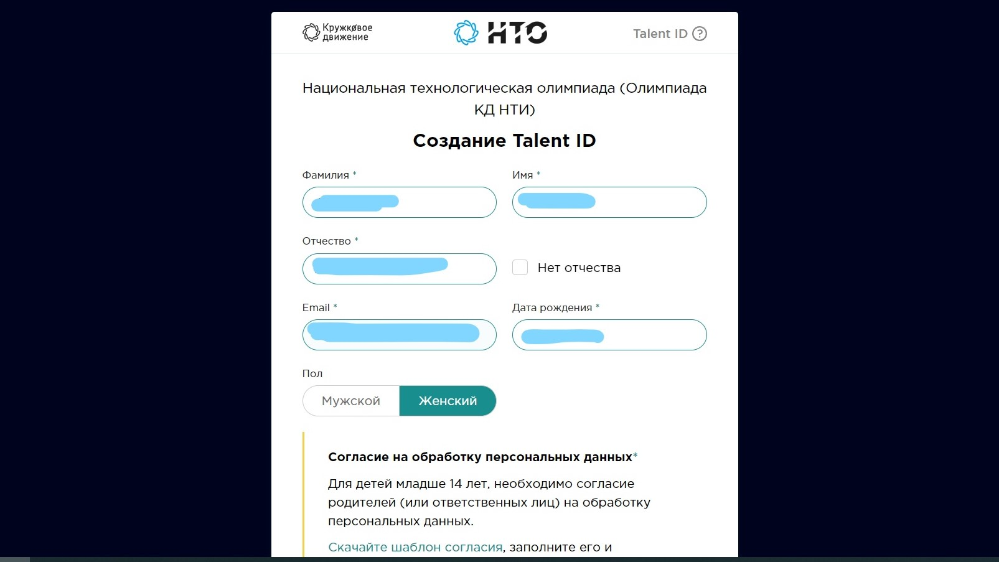 Кружковое
движение
НТО
Talent ID ?
Национальная технологическая олимпиада (Олимпиада
КД НТИ)
Создание Talent ID
Фамилия *
Имя *
Отчество *
Нет отчества
Email *
Дата рождения *
Пол
Мужской
Женский
Согласие на обработку персональных данных*
Для детей младше 14 лет, необходимо согласие
родителей (или ответственных лиц) на обработку
персональных данных.
Скачайте шаблон согласия, заполните его и